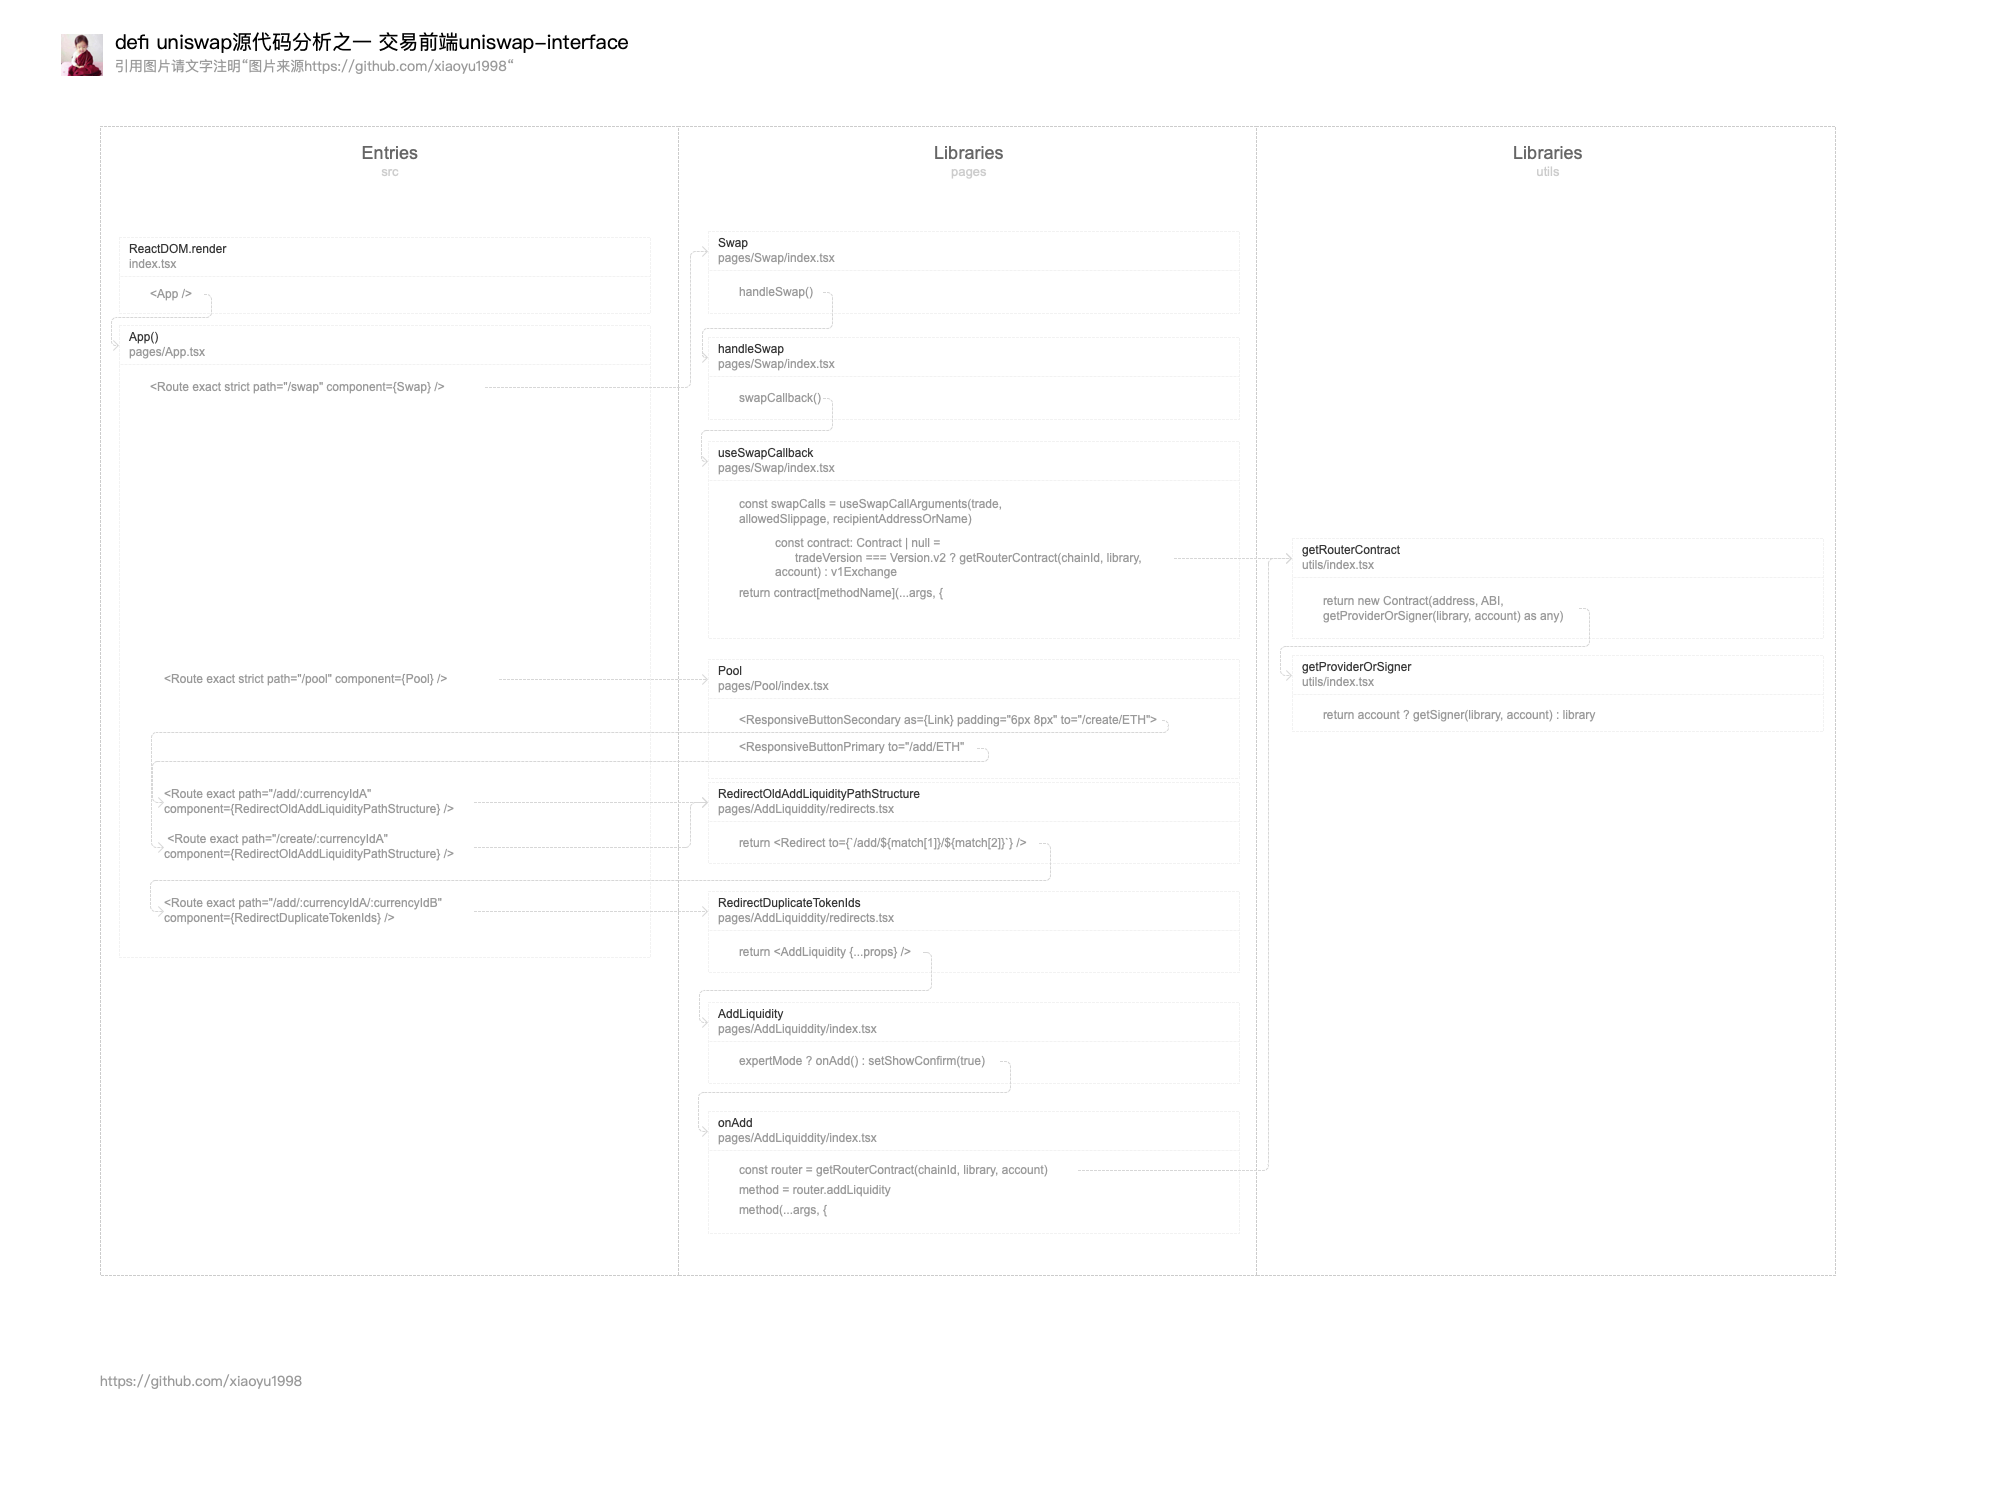 defi uniswap源代码分析之一 交易前端uniswap-interface
引用图片请文字注明“图片来源https://github.com/xiaoyu1998“
Entries
src
ReactDOM.render
index.tsx
<App />
App()
pages/App.tsx
<Route exact strict path="/swap" component={Swap} />
<Route exact strict path="/pool" component={Pool} />
<Route exact path="/add/:currencyIdA"
component={RedirectOldAddLiquidityPathStructure} />
<Route exact path="/create/:currencyIdA"
component={RedirectOldAddLiquidityPathStructure} />
<Route exact path="/add/:currencyIdA/:currencyIdB"
component={RedirectDuplicateTokenIds} />
Libraries
pages
Swap
pages/Swap/index.tsx
handleSwap()
handleSwap
pages/Swap/index.tsx
swapCallback()
useSwapCallback
pages/Swap/index.tsx
const swapCalls = useSwapCallArguments(trade,
allowedSlippage, recipientAddressOrName)
const contract: Contract | null =
tradeVersion === Version.v2 ? getRouterContract(chainId, library,
account) : v1Exchange
return contract[methodName](...args, {
Pool
pages/Pool/index.tsx
<ResponsiveButtonSecondary as={Link} padding="6px 8px" to="/create/ETH">
<ResponsiveButtonPrimary to="/add/ETH"
RedirectOldAddLiquidityPathStructure
pages/AddLiquiddity/redirects.tsx
return <Redirect to={`/add/${match[1]}/${match[2]}`} />
RedirectDuplicateTokenIds
pages/AddLiquiddity/redirects.tsx
return <AddLiquidity {...props} />
AddLiquidity
pages/AddLiquiddity/index.tsx
expertMode ? onAdd() : setShowConfirm(true)
onAdd
pages/AddLiquiddity/index.tsx
const router = getRouterContract(chainId, library, account)
method = router.addLiquidity
method(...args, {
Libraries
utils
getRouterContract
utils/index.tsx
return new Contract(address, ABI,
getProviderOrSigner(library, account) as any)
getProviderOrSigner
utils/index.tsx
return account ? getSigner(library, account) : library
https://github.com/xiaoyu1998